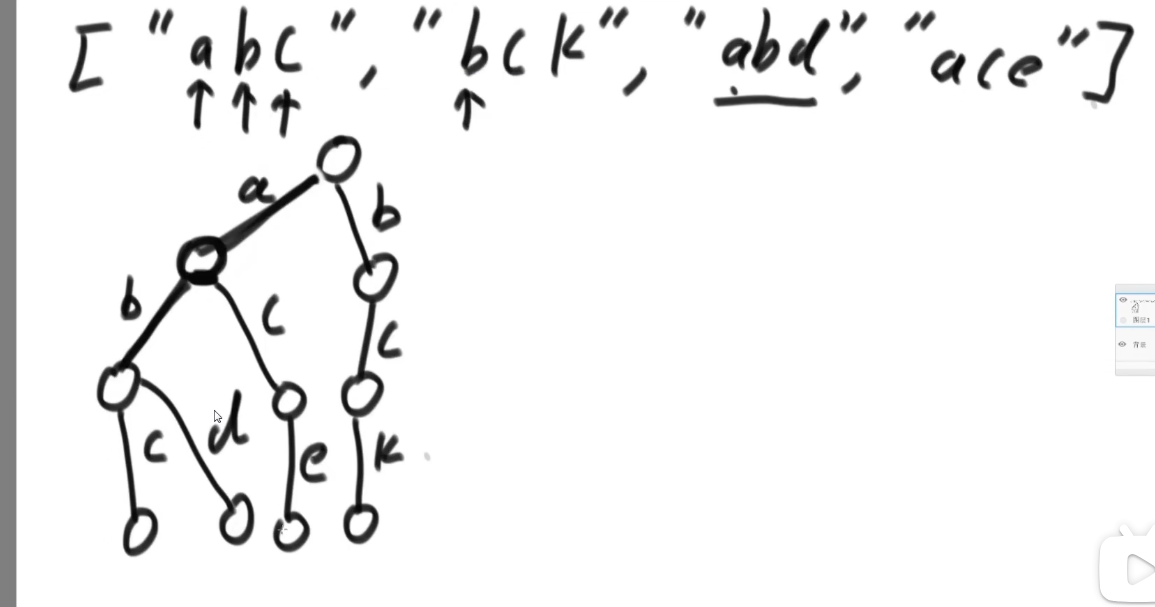 ["abc", "bck", "abd", "ace"]
a
b
b
c
c
c
d
e
k
图层1
背景